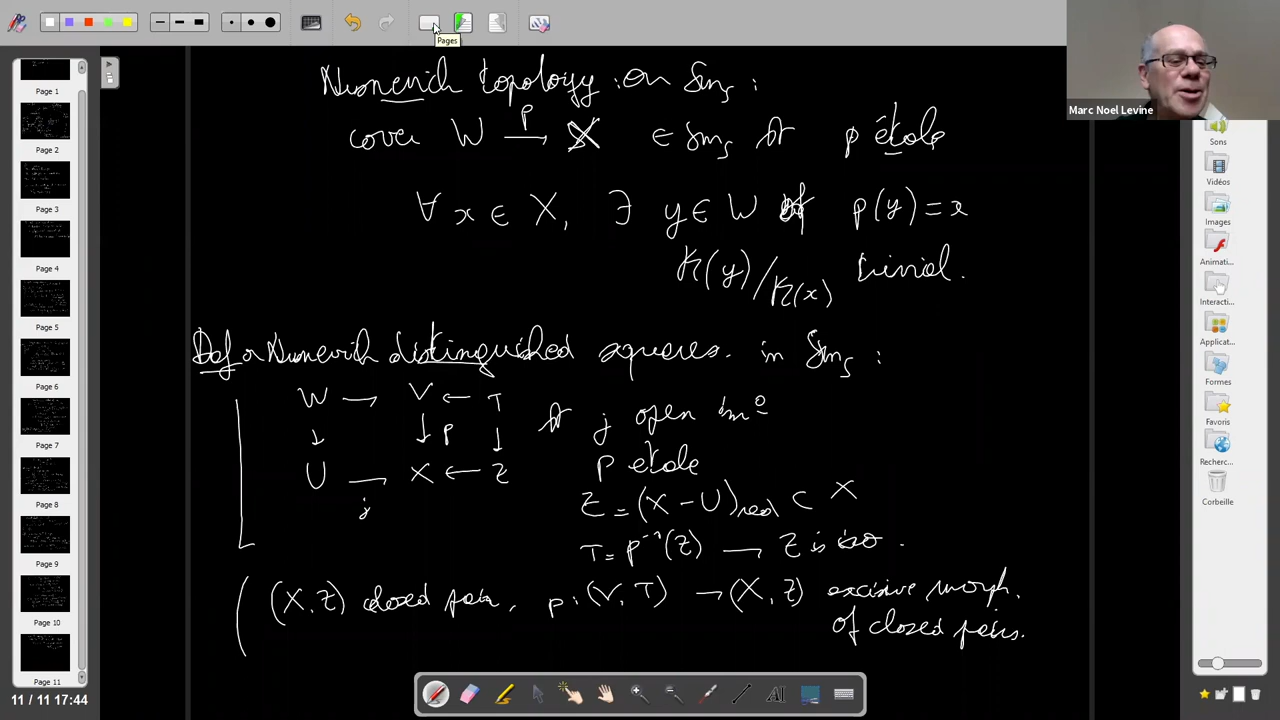 Pages
Marc Noel Levine
Page 1
Page 2
Page 3
Page 4
Page 5
Page 6
Page 7
Page 8
Page 9
Page 10
Page 11
11 / 11 17:44
Nisnevich topology : on Sm_S :
cover W →^p X ∈ Sm_S st p étale
∀ x ∈ X, ∃ y ∈ W p(y) = x
k(y)/k(x) trivial.
Def Nisnevich distinguished squares in Sm_S :
W → V ← T st j open im
↓ ↓ p ↓
U → X ← Z p étale
j
Z = (X - U)_red ⊂ X
T = p^-1(Z) → Z is iso.
(X, Z) closed pair, p : (V, T) → (X, Z) excisive morph.
of closed pairs.
Sons
Vidéos
Images
Animati...
Interacti...
Applicat...
Formes
Favoris
Recherc...
Corbeille